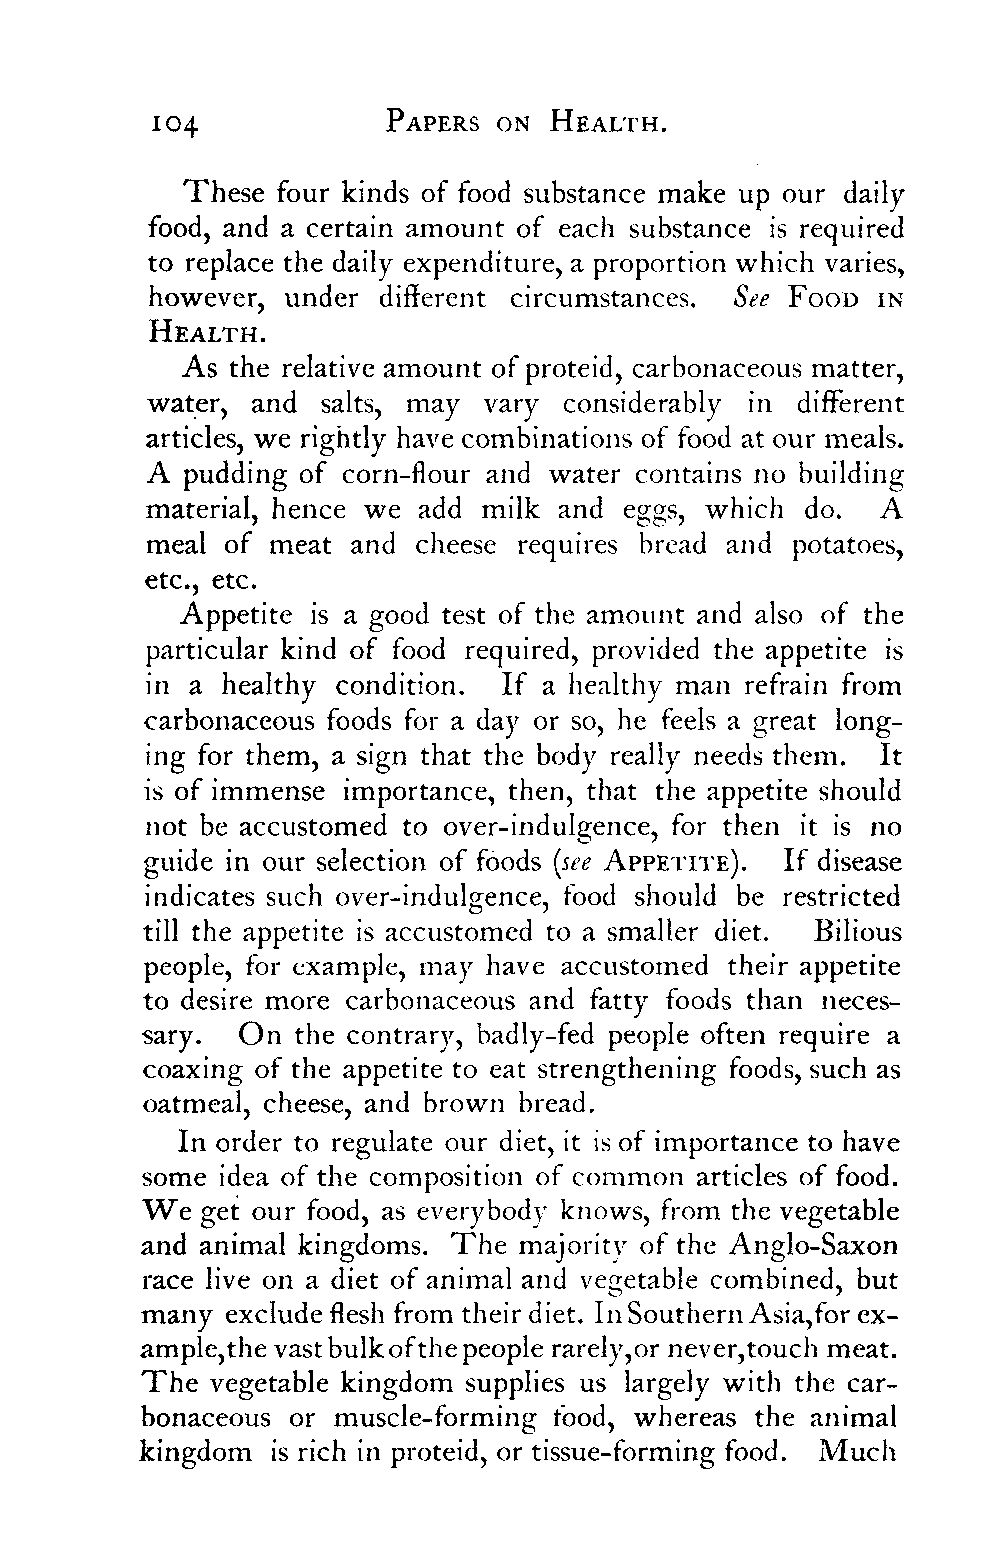 104 PAPERS ON HEALTH.
These four kinds of food substance make up our daily
food, and a certain amount of each substance is required
to replace the daily expenditure, a proportion which varies,
however, under different circumstances. See FOOD IN
HEALTH.
As the relative amount of proteid, carbonaceous matter,
water, and salts, may vary considerably in different
articles, we rightly have combinations of food at our meals.
A pudding of corn-flour and water contains no building
material, hence we add milk and eggs, which do. A
meal of meat and cheese requires bread and potatoes,
etc., etc.
Appetite is a good test of the amount and also of the
particular kind of food required, provided the appetite is
in a healthy condition. If a healthy man refrain from
carbonaceous foods for a day or so, he feels a great long-
ing for them, a sign that the body really needs them. It
is of immense importance, then, that the appetite should
not be accustomed to over-indulgence, for then it is no
guide in our selection of foods (see APPETITE). If disease
indicates such over-indulgence, food should be restricted
till the appetite is accustomed to a smaller diet. Bilious
people, for example, may have accustomed their appetite
to desire more carbonaceous and fatty foods than neces-
sary. On the contrary, badly-fed people often require a
coaxing of the appetite to eat strengthening foods, such as
oatmeal, cheese, and brown bread.
In order to regulate our diet, it is of importance to have
some idea of the composition of common articles of food.
We get our food, as everybody knows, from the vegetable
and animal kingdoms. The majority of the Anglo-Saxon
race live on a diet of animal and vegetable combined, but
many exclude flesh from their diet. In Southern Asia, for ex-
ample, the vast bulk of the people rarely, or never, touch meat.
The vegetable kingdom supplies us largely with the car-
bonaceous or muscle-forming food, whereas the animal
kingdom is rich in proteid, or tissue-forming food. Much